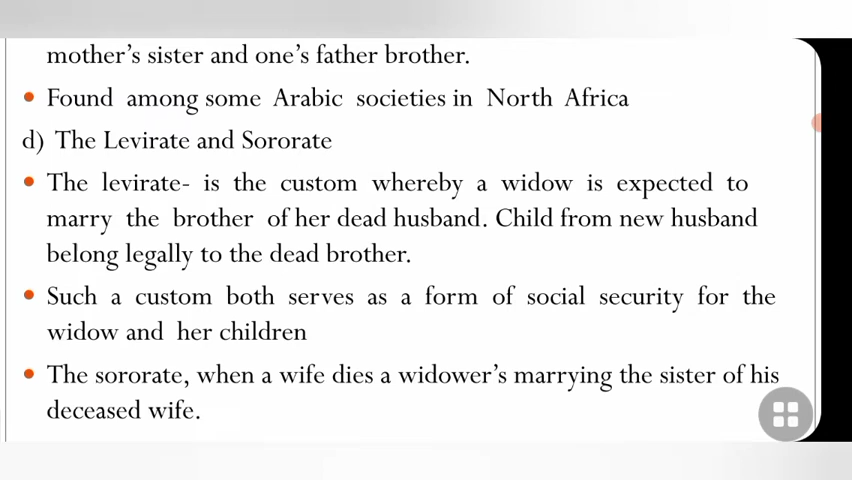 mother's sister and one's father brother.
Found among some Arabic societies in North Africa
d) The Levirate and Sororate
The levirate- is the custom whereby a widow is expected to
marry the brother of her dead husband. Child from new husband
belong legally to the dead brother.
Such a custom both serves as a form of social security for the
widow and her children
The sororate, when a wife dies a widower's marrying the sister of his
deceased wife.